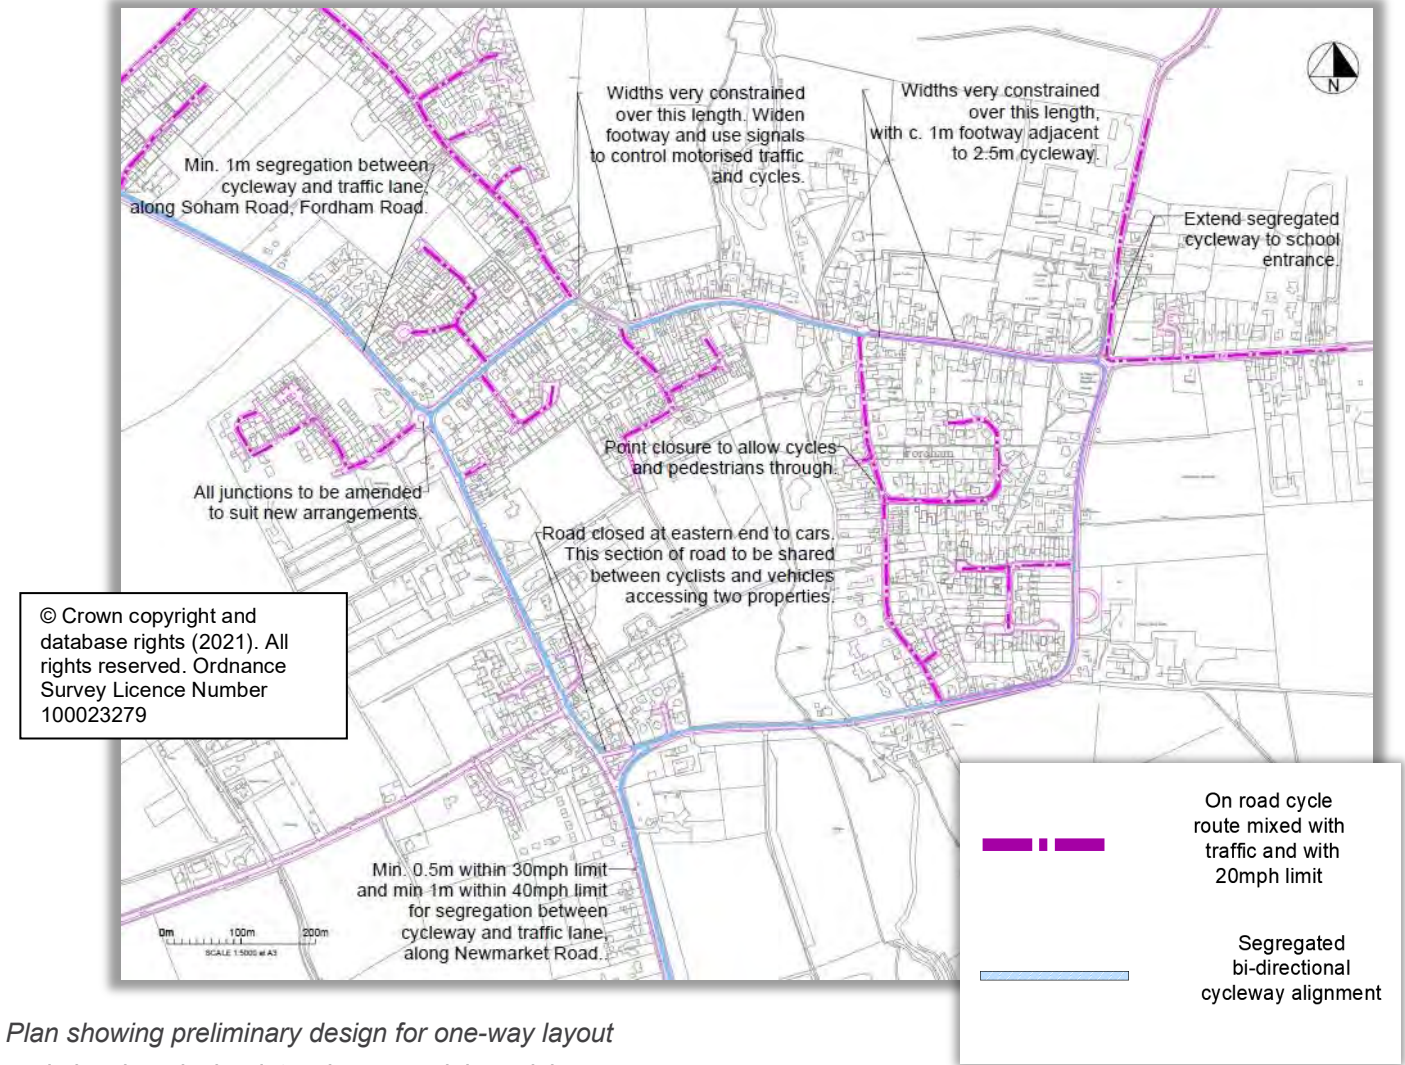 Widths very constrained
over this length. Widen
footway and use signals
to control motorised traffic
and cycles.
Widths very constrained
over this length,
with c. 1m footway adjacent
to 2.5m cycleway.
N
Min. 1m segregation between
cycleway and traffic lane,
along Soham Road, Fordham Road.
Extend segregated
cycleway to school
entrance.
Point closure to allow cycles
and pedestrians through.
Fordham
All junctions to be amended
to suit new arrangements.
Road closed at eastern end to cars.
This section of road to be shared
between cyclists and vehicles
accessing two properties.
© Crown copyright and
database rights (2021). All
rights reserved. Ordnance
Survey Licence Number
100023279
Min. 0.5m within 30mph limit
and min 1m within 40mph limit
for segregation between
cycleway and traffic lane,
along Newmarket Road.
0m 100m 200m
SCALE 1:5000 at A3
On road cycle
route mixed with
traffic and with
20mph limit
Segregated
bi-directional
cycleway alignment
Plan showing preliminary design for one-way layout